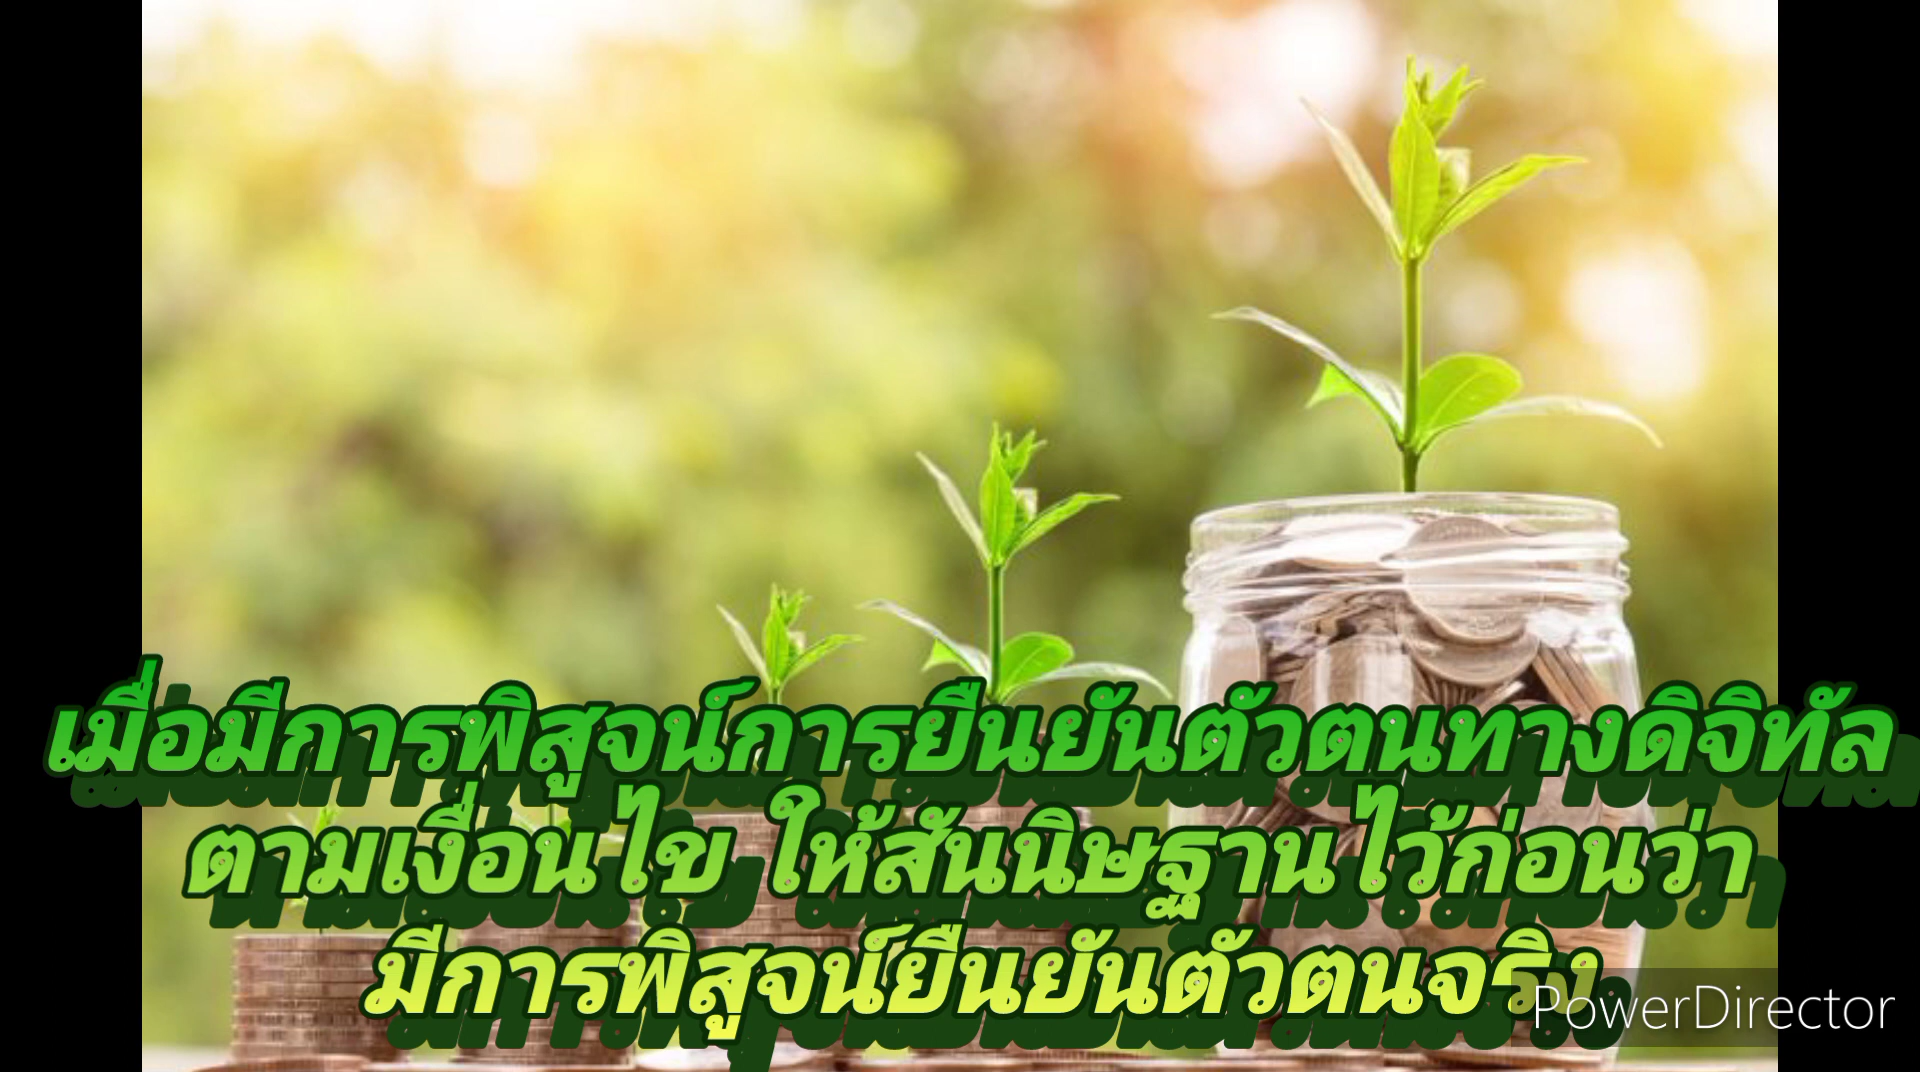 เมื่อมีการพิสูจน์การยืนยันตัวตนทางดิจิทัล
ตามเงื่อนไข ให้สันนิษฐานไว้ก่อนว่า
มีการพิสูจน์ยืนยันตัวตนจริง
PowerDirector